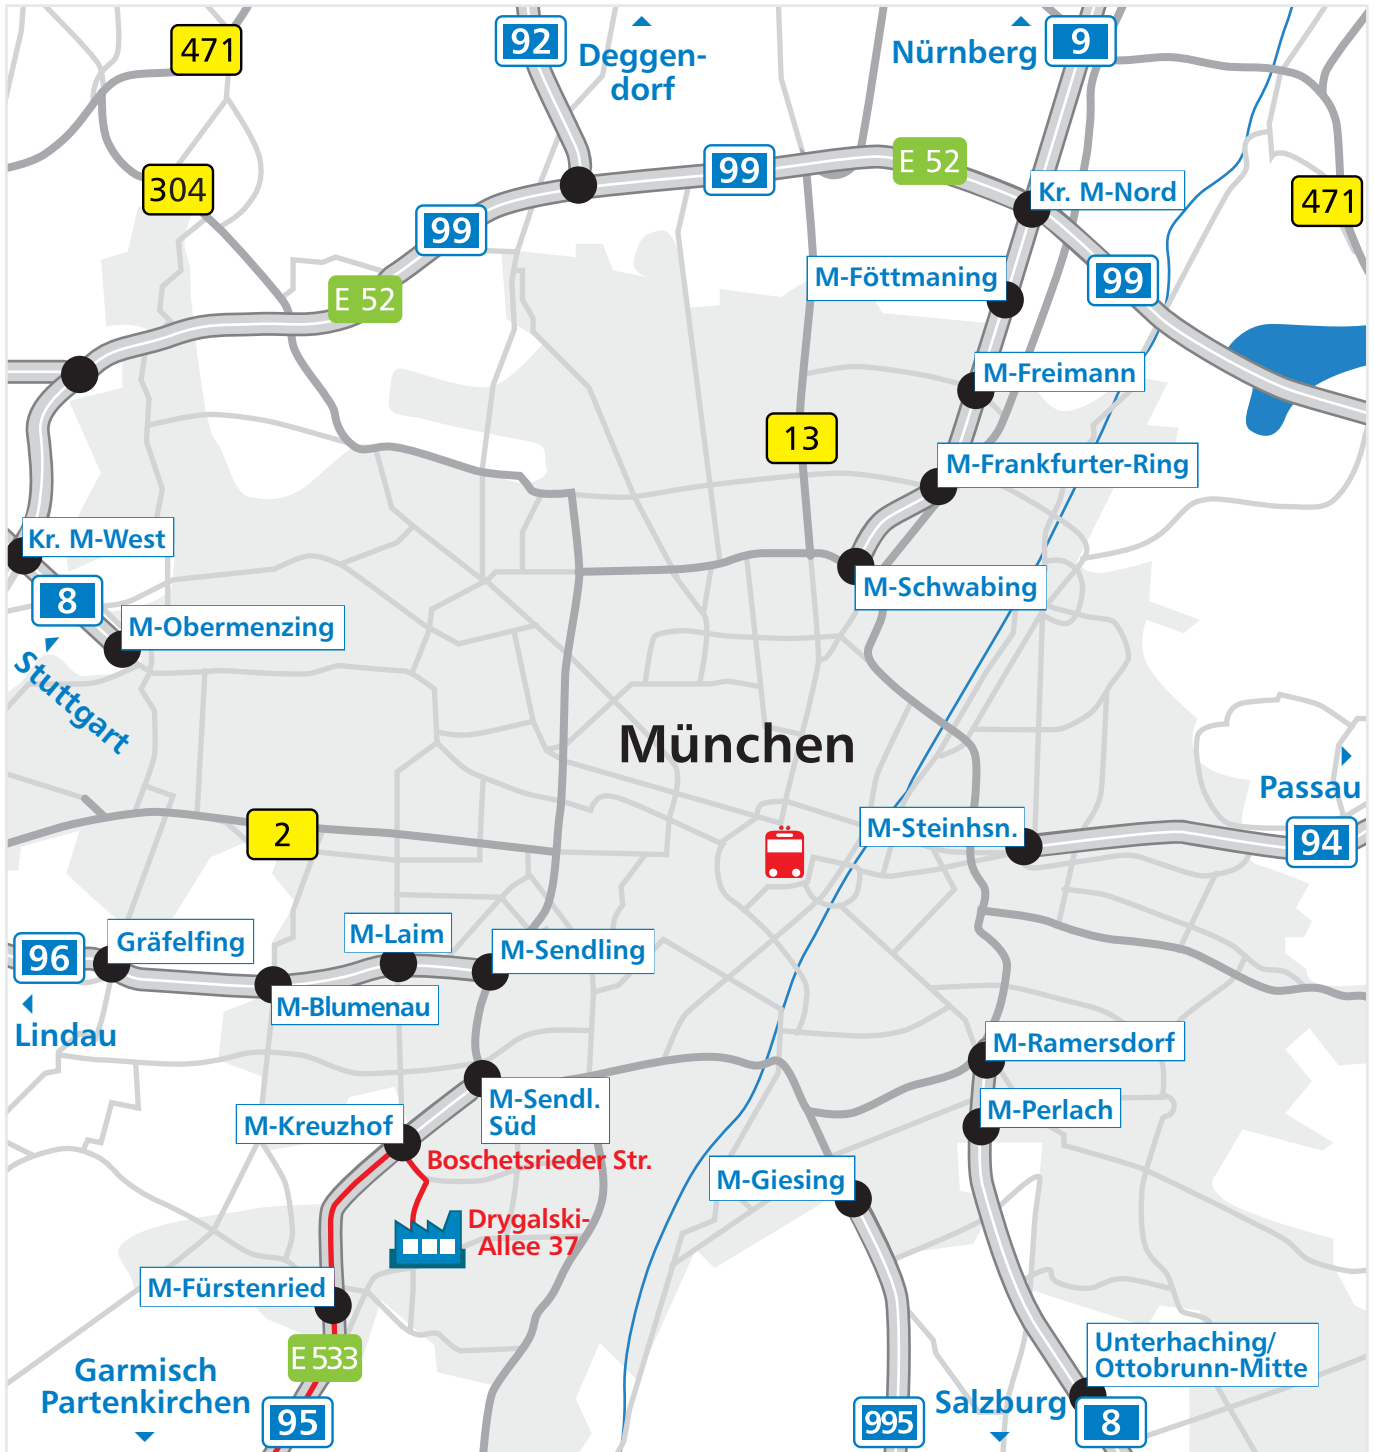 471
92
Deggen-
dorf
Nürnberg
9
304
99
99
E 52
Kr. M-Nord
471
E 52
M-Föttmaning
99
M-Freimann
13
M-Frankfurter-Ring
Kr. M-West
8
M-Obermenzing
Stuttgart
M-Schwabing
München
Passau
2
M-Steinhsn.
94
96
Gräfelfing
M-Laim
M-Sendling
M-Blumenau
Lindau
M-Ramersdorf
M-Sendl.
Süd
M-Kreuzhof
M-Perlach
Boschetsrieder Str.
M-Giesing
Drygalski-
Allee 37
M-Fürstenried
E 533
Garmisch
Partenkirchen
95
995
Salzburg
8
Unterhaching/
Ottobrunn-Mitte